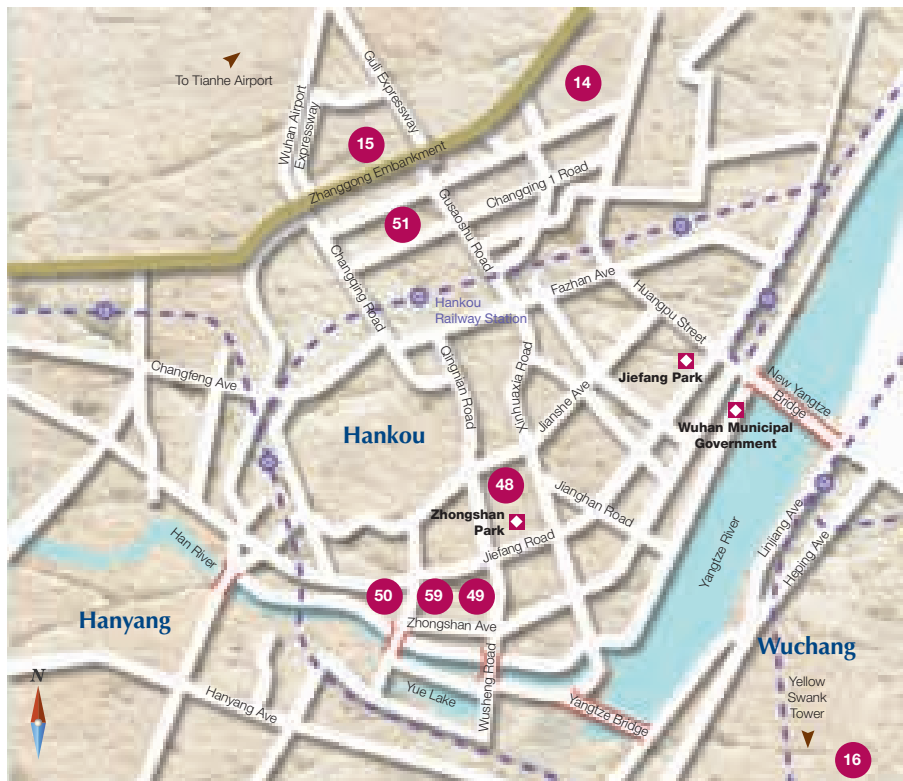 To Tianhe Airport
Wuhan Airport
Expressway
Guli Expressway
14
15
Zhanggong Embankment
51
Changqing 1 Road
Gusaoshu Road
Changqing Road
Hankou
Railway Station
Fazhan Ave
Huangpu Street
Changfeng Ave
Qingnian Road
Xinhuaxia Road
Jianshe Ave
Jiefang Park
New Yangtze
Bridge
Wuhan Municipal
Government
Hankou
48
Zhongshan
Park
Jianghan Road
Jiefang Road
Yangtze River
Linjiang Ave
Heping Ave
Han River
50
59
49
Hanyang
Zhongshan Ave
Wuchang
Yue Lake
Wusheng Road
Yangtze Bridge
Hanyang Ave
Yellow
Swank
Tower
16
N